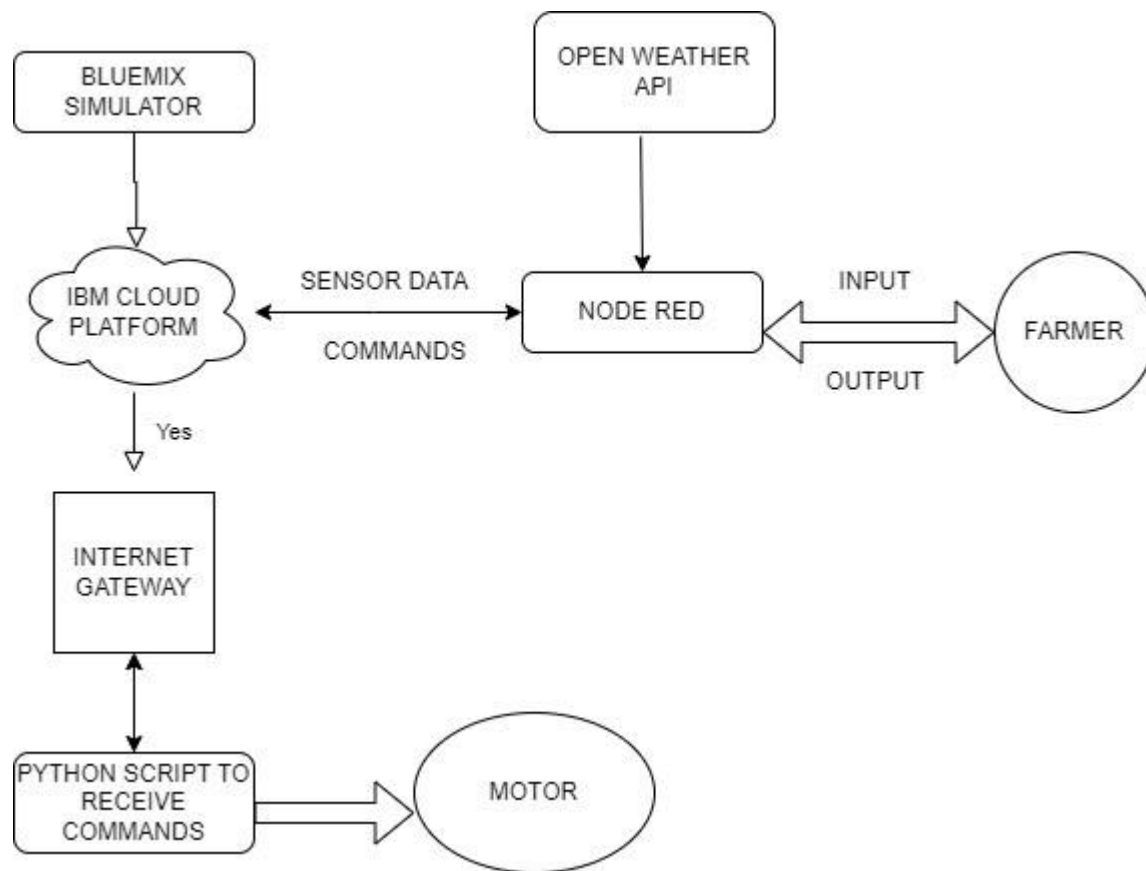 BLUEMIX
SIMULATOR
OPEN WEATHER
API
IBM CLOUD
PLATFORM
SENSOR DATA
COMMANDS
NODE RED
INPUT
OUTPUT
FARMER
Yes
INTERNET
GATEWAY
PYTHON SCRIPT TO
RECEIVE
COMMANDS
MOTOR